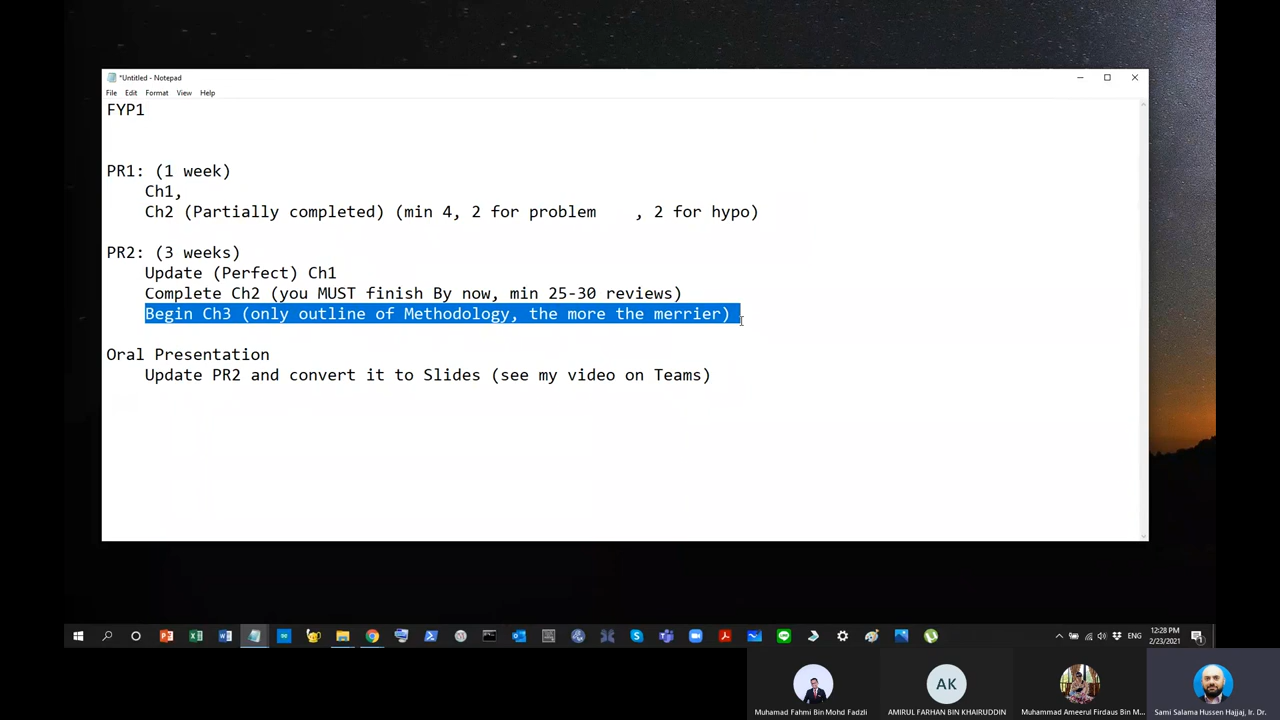 *Untitled - Notepad
File Edit Format View Help
FYP1
PR1: (1 week)
Ch1,
Ch2 (Partially completed) (min 4, 2 for problem , 2 for hypo)
PR2: (3 weeks)
Update (Perfect) Ch1
Complete Ch2 (you MUST finish By now, min 25-30 reviews)
Begin Ch3 (only outline of Methodology, the more the merrier)
Oral Presentation
Update PR2 and convert it to Slides (see my video on Teams)
ENG
12:28 PM
2/23/2021
AK
Muhamad Fahmi Bin Mohd Fadzli
AMIRUL FARHAN BIN KHAIRUDDIN
Muhammad Ameerul Firdaus Bin M...
Sami Salama Hussen Hajjaj, Ir. Dr.